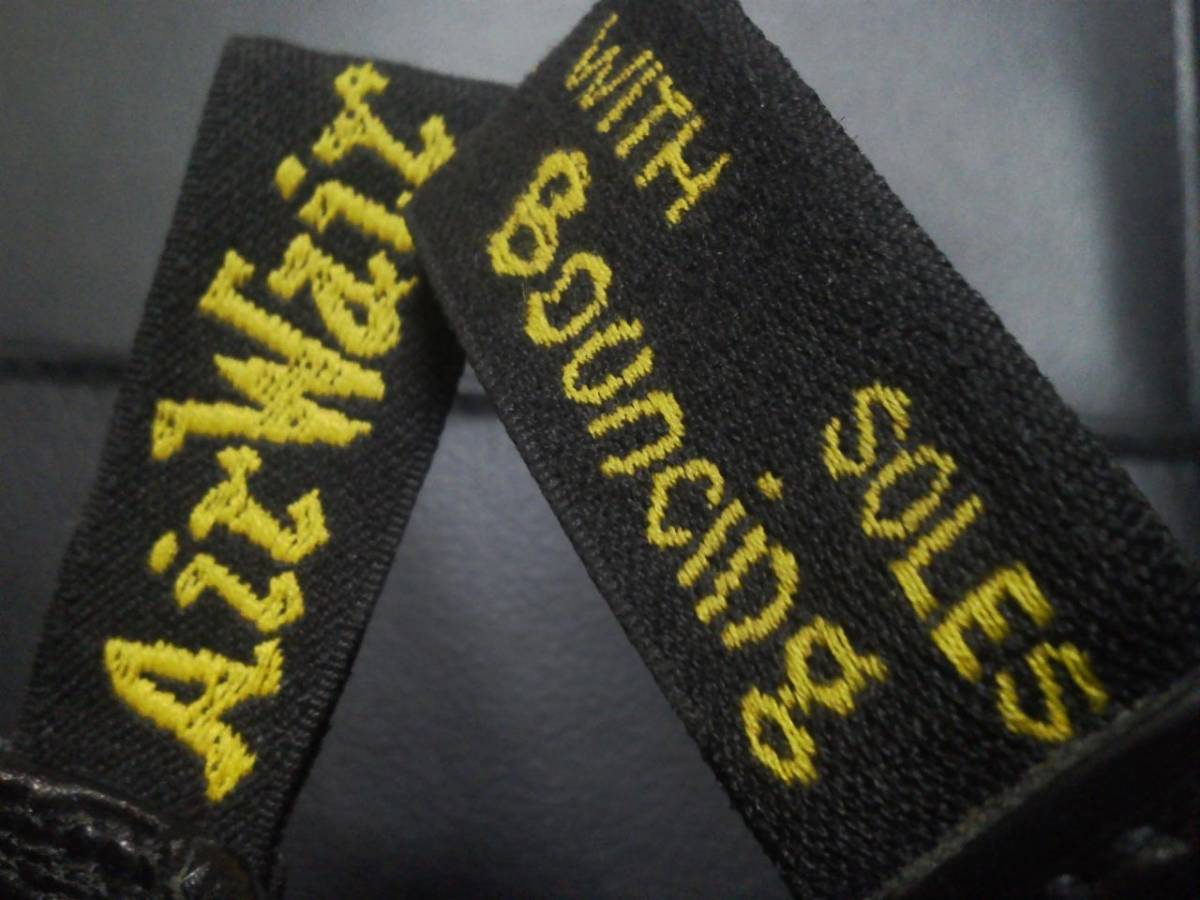 AirWair
WITH
Bouncing
SOLES